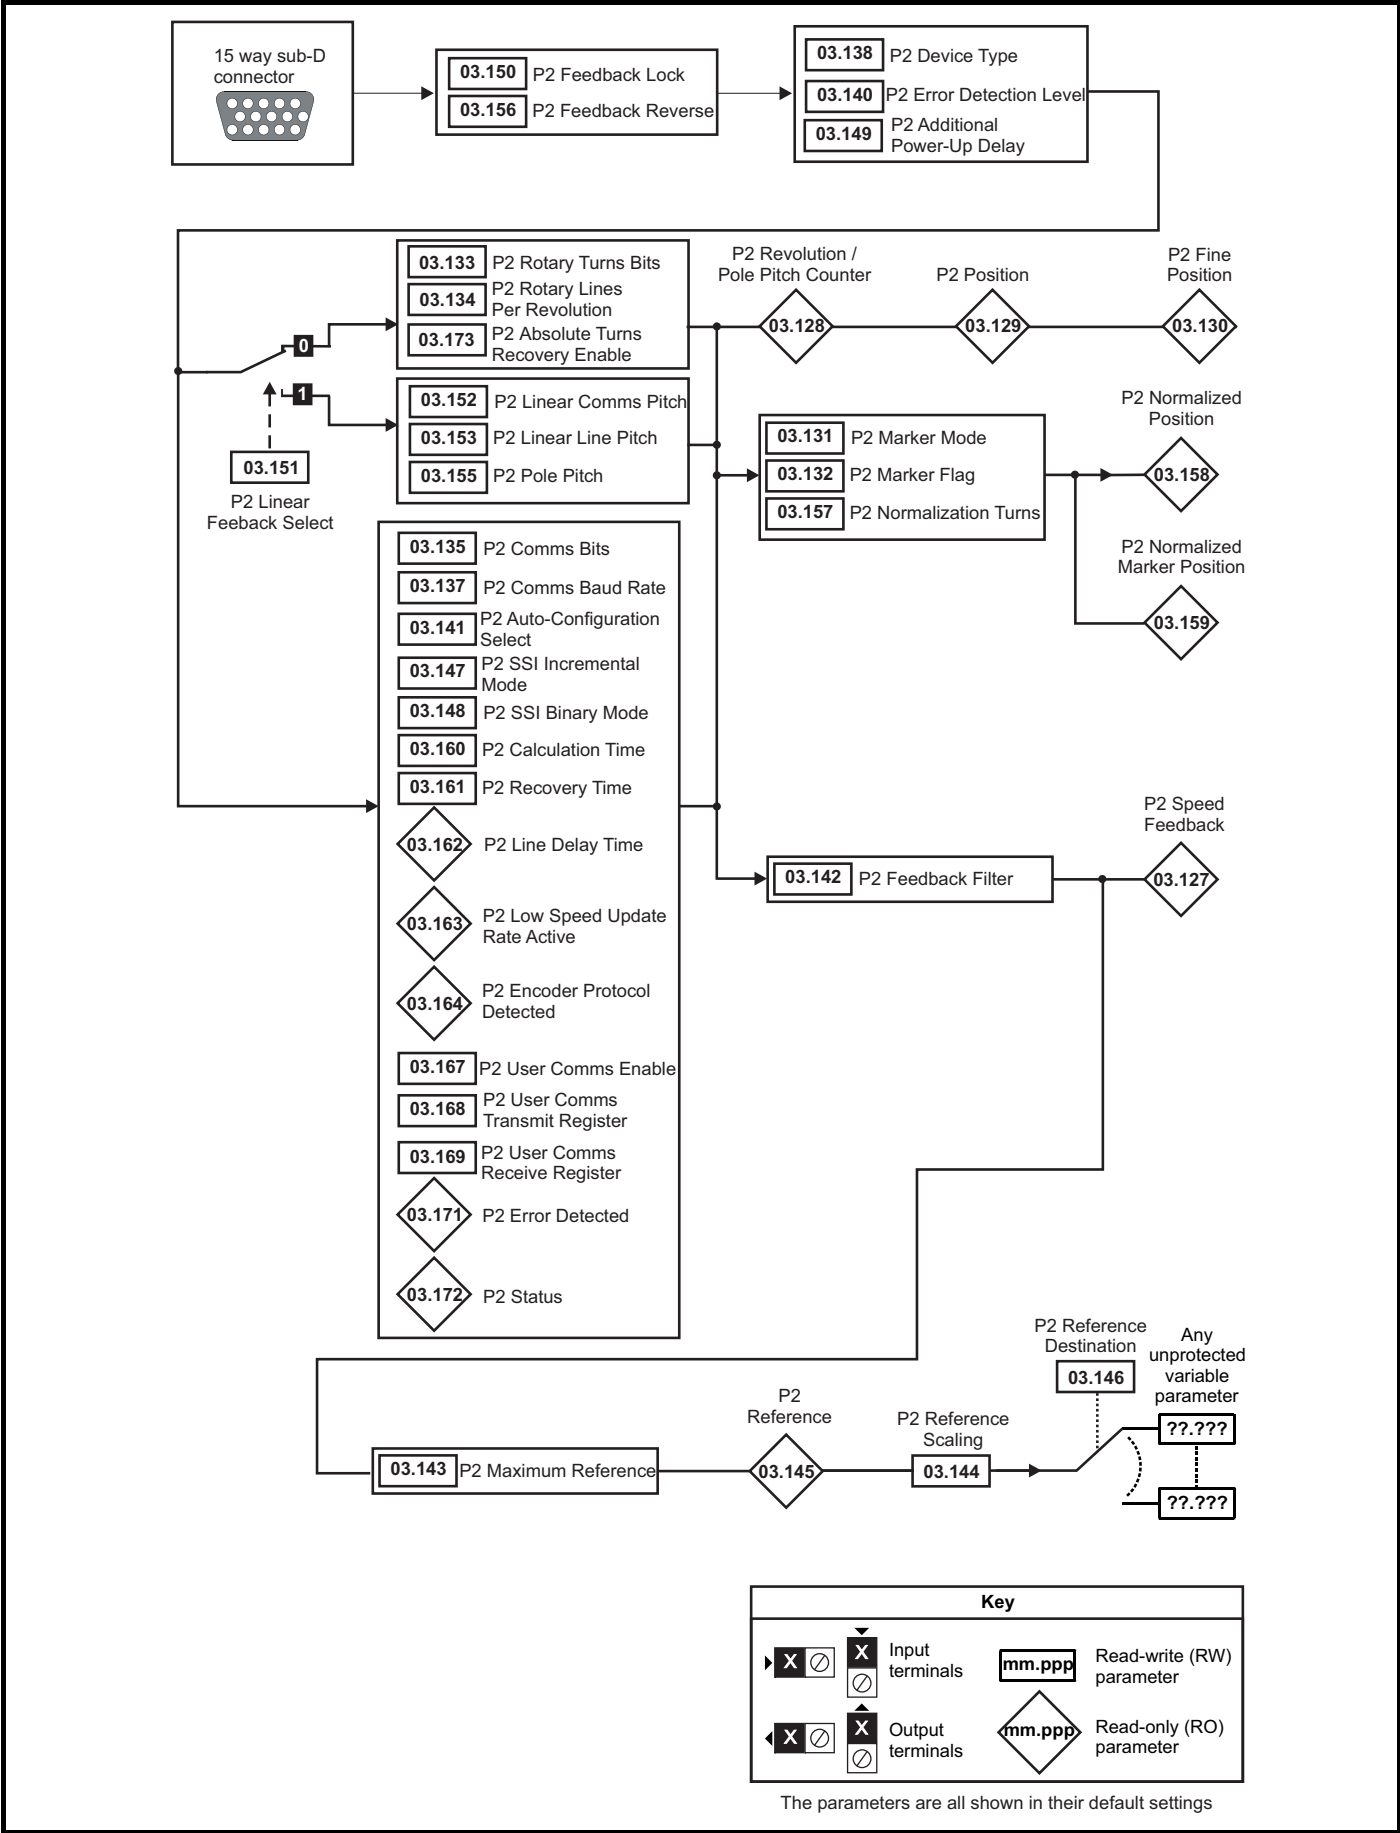 15 way sub-D
connector
03.150 P2 Feedback Lock
03.156 P2 Feedback Reverse
03.138 P2 Device Type
03.140 P2 Error Detection Level
03.149 P2 Additional
Power-Up Delay
03.133 P2 Rotary Turns Bits
03.134 P2 Rotary Lines
Per Revolution
03.173 P2 Absolute Turns
Recovery Enable
0
1
03.151
P2 Linear
Feeback Select
03.152 P2 Linear Comms Pitch
03.153 P2 Linear Line Pitch
03.155 P2 Pole Pitch
P2 Revolution /
Pole Pitch Counter
03.128
P2 Position
03.129
P2 Fine
Position
03.130
03.131 P2 Marker Mode
03.132 P2 Marker Flag
03.157 P2 Normalization Turns
P2 Normalized
Position
03.158
P2 Normalized
Marker Position
03.159
03.135 P2 Comms Bits
03.137 P2 Comms Baud Rate
03.141 P2 Auto-Configuration
Select
03.147 P2 SSI Incremental
Mode
03.148 P2 SSI Binary Mode
03.160 P2 Calculation Time
03.161 P2 Recovery Time
03.162 P2 Line Delay Time
03.163 P2 Low Speed Update
Rate Active
03.164 P2 Encoder Protocol
Detected
03.167 P2 User Comms Enable
03.168 P2 User Comms
Transmit Register
03.169 P2 User Comms
Receive Register
03.171 P2 Error Detected
03.172 P2 Status
03.142 P2 Feedback Filter
P2 Speed
Feedback
03.127
03.143 P2 Maximum Reference
P2
Reference
03.145
P2 Reference
Scaling
03.144
P2 Reference
Destination
03.146
Any
unprotected
variable
parameter
??.???
??.???
Key
X X Input
terminals
mm.ppp Read-write (RW)
parameter
X X Output
terminals
mm.ppp Read-only (RO)
parameter
The parameters are all shown in their default settings